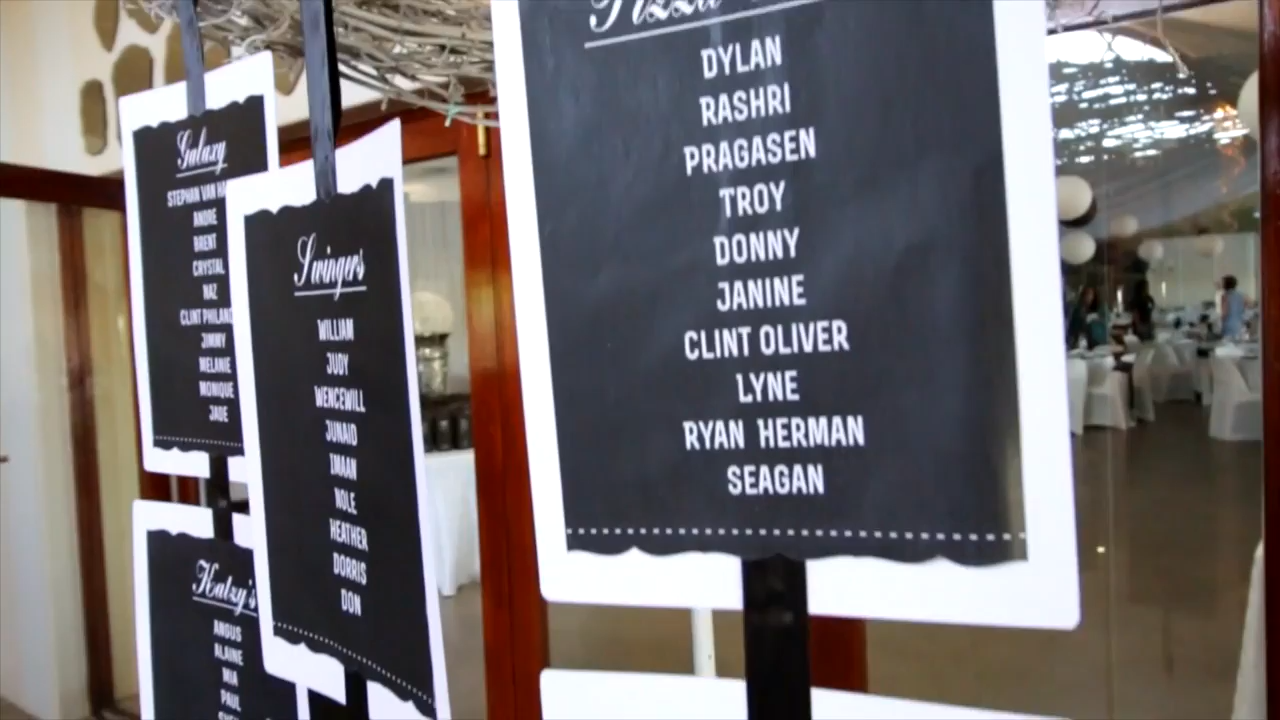 Galaxy
STEPHAN VAN
ANDRE
BRENT
CRYSTAL
NAZ
CLINT
JIMMY
MELANIE
MONIQUE
JADE
Katzy's
ANGUS
ALAINE
MIA
PAUL
Swingers
WILLIAM
JUDY
WENCEWILL
JUNAID
IMAAN
NOLE
HEATHER
DORRIS
DON
Pizza
DYLAN
RASHRI
PRAGASEN
TROY
DONNY
JANINE
CLINT OLIVER
LYNE
RYAN HERMAN
SEAGAN